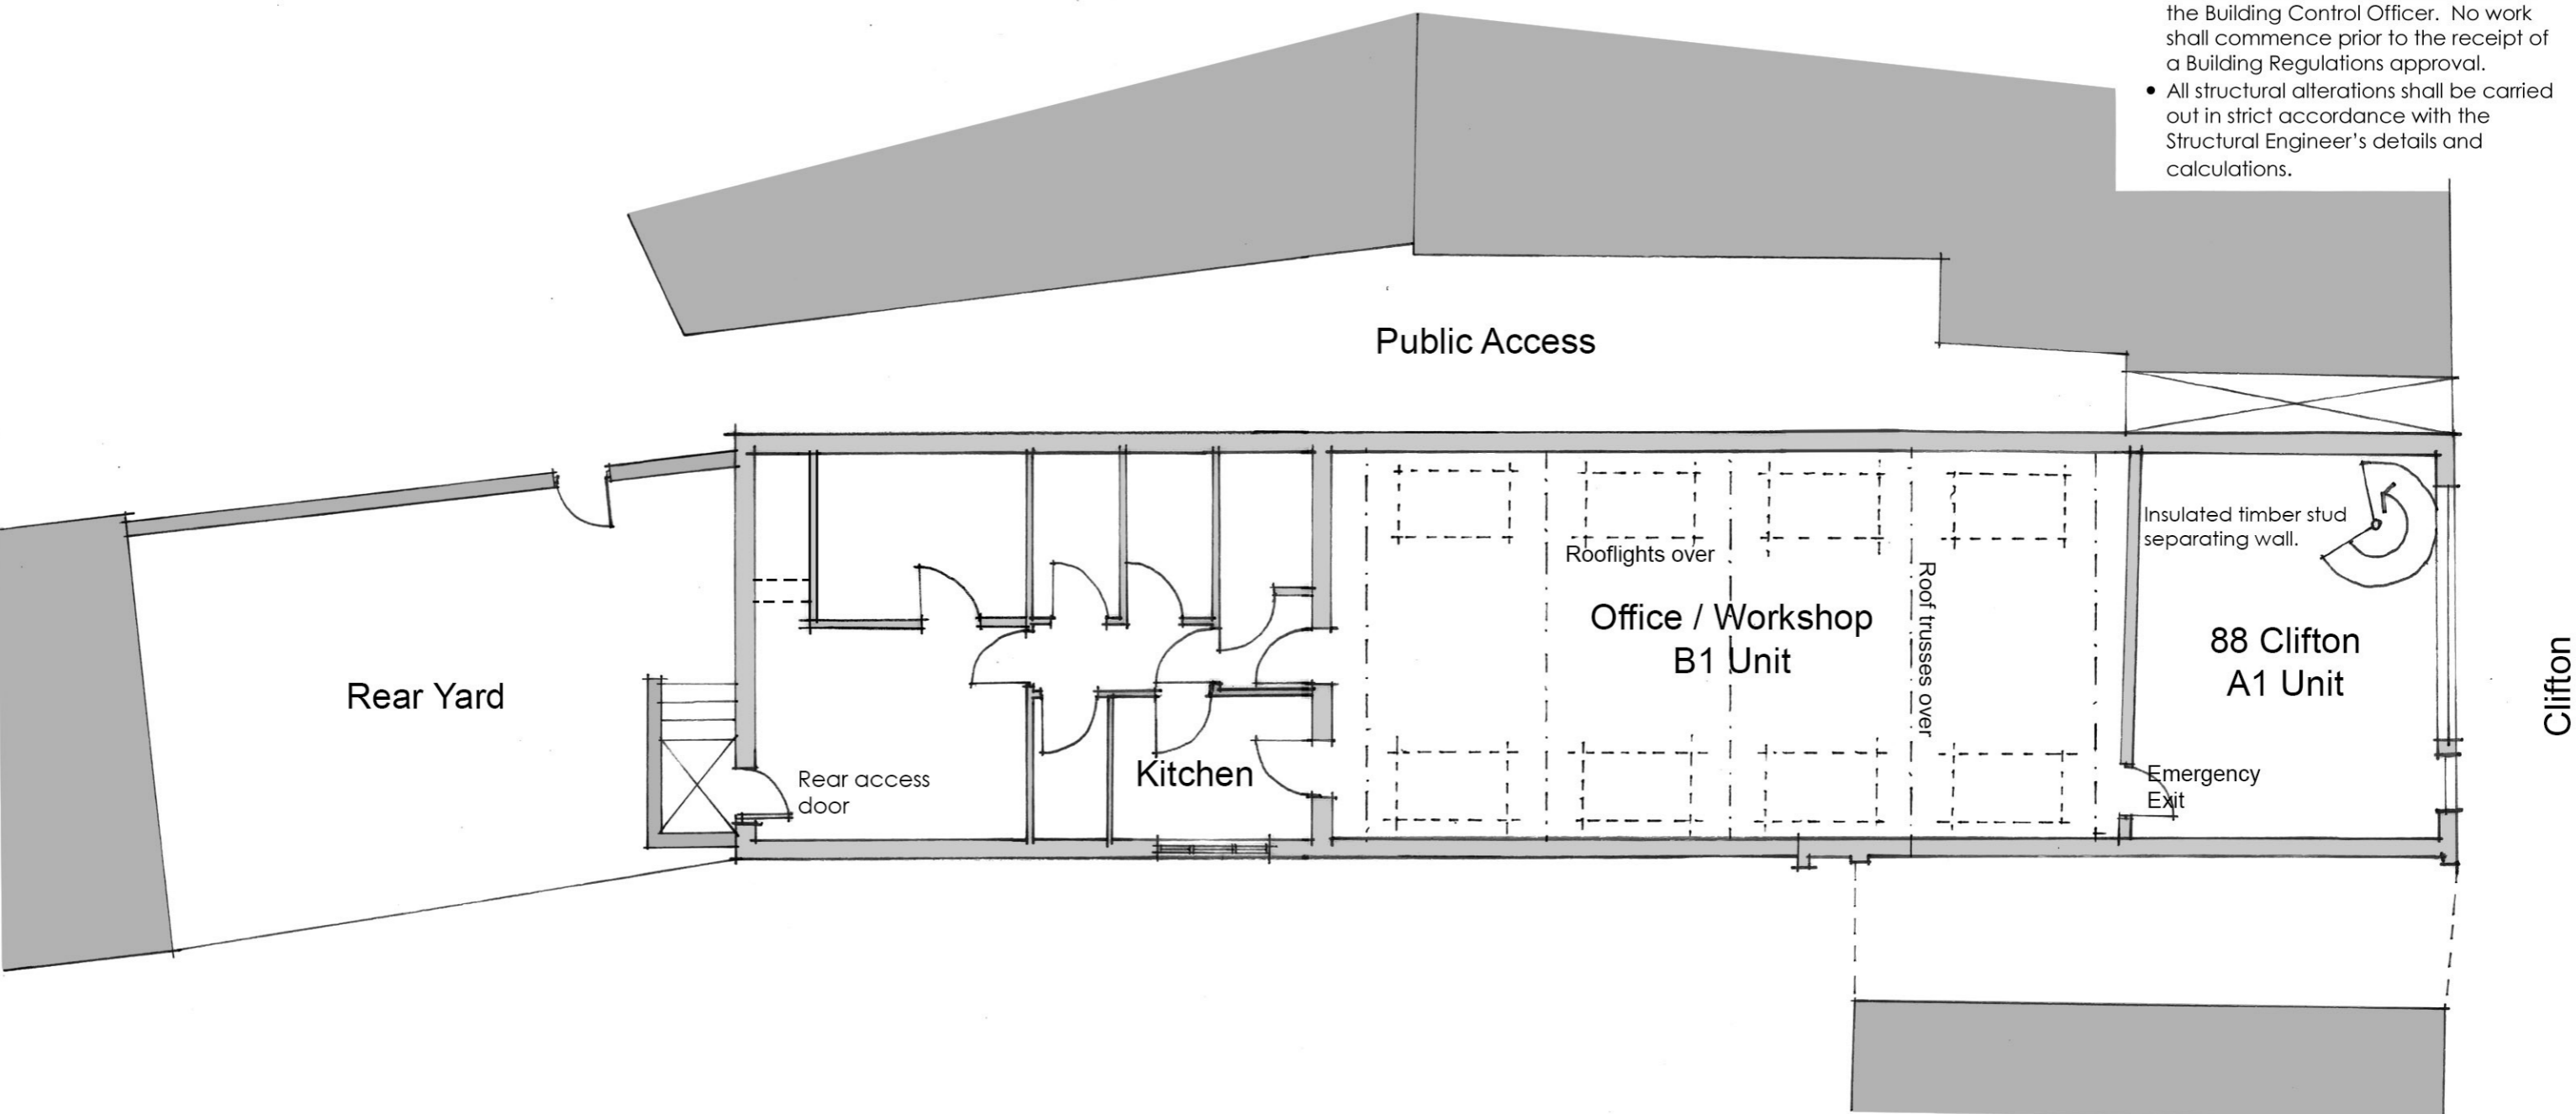 the Building Control Officer.  No work
shall commence prior to the receipt of
a Building Regulations approval.
• All structural alterations shall be carried
out in strict accordance with the
Structural Engineer's details and
calculations.
Public Access
Insulated timber stud
separating wall.
Rooflights over
Roof trusses over
Office / Workshop
B1 Unit
88 Clifton
A1 Unit
Clifton
Rear Yard
Rear access
door
Kitchen
Emergency
Exit